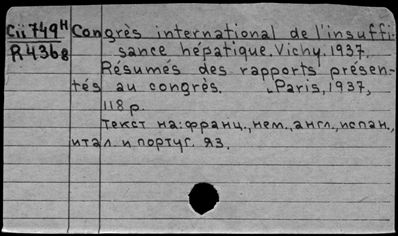 Cii 749H Congrès international de l'insuffi-
R4368 sance hépatique. Vichy. 1937.
Résumés des rapports présen-
tés au congrès. Paris, 1937,
118 p.
Текст на: франц., нем., англ., испан.,
итал. и португ. яз.